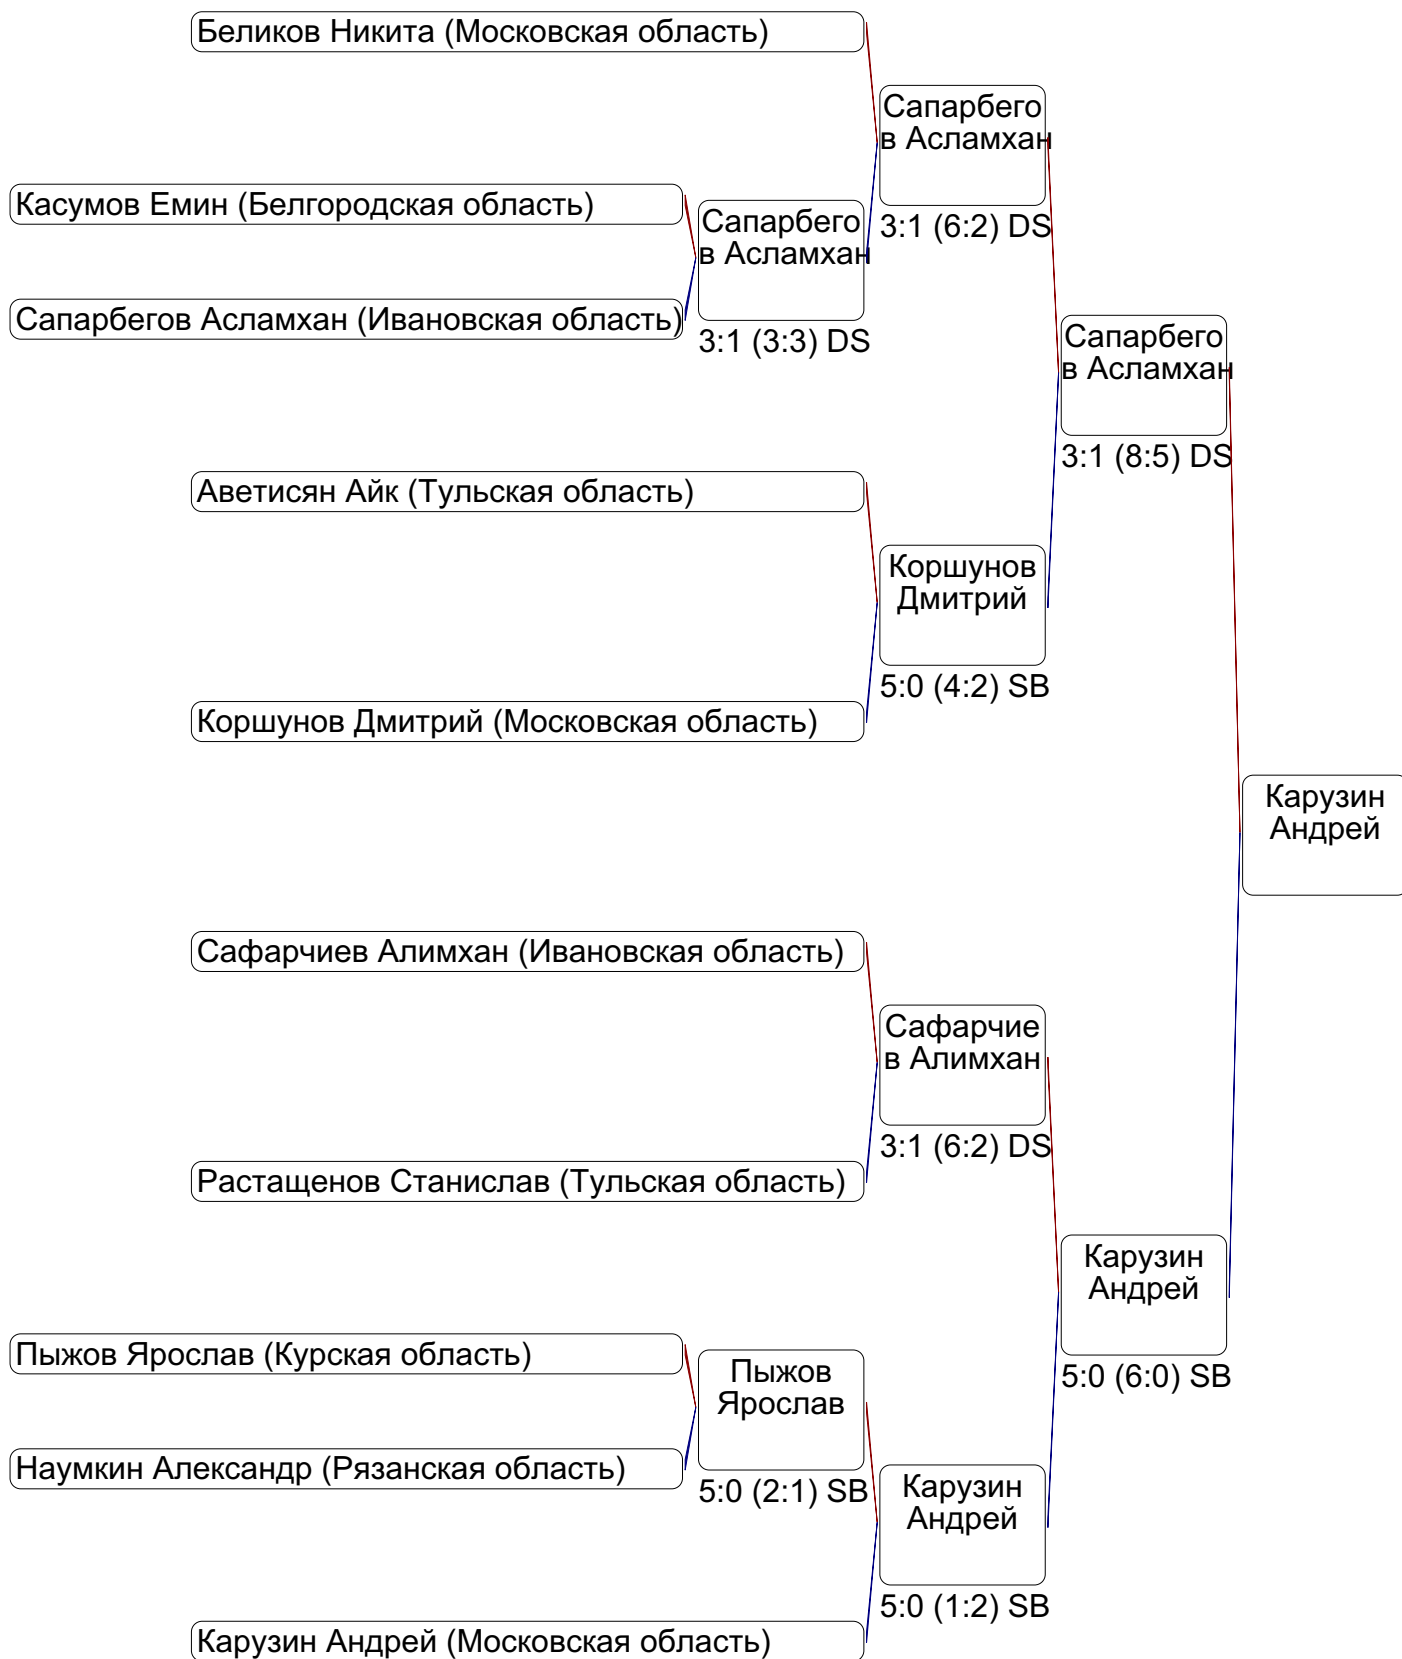 Беликов Никита (Московская область)
Сапарбего
в Асламхан
3:1 (6:2) DS
Касумов Емин (Белгородская область)
Сапарбего
в Асламхан
3:1 (3:3) DS
Сапарбегов Асламхан (Ивановская область)
Сапарбего
в Асламхан
3:1 (8:5) DS
Аветисян Айк (Тульская область)
Коршунов
Дмитрий
5:0 (4:2) SB
Коршунов Дмитрий (Московская область)
Карузин
Андрей
Сафарчиев Алимхан (Ивановская область)
Сафарчие
в Алимхан
3:1 (6:2) DS
Растащенов Станислав (Тульская область)
Карузин
Андрей
5:0 (6:0) SB
Пыжов Ярослав (Курская область)
Пыжов
Ярослав
5:0 (2:1) SB
Наумкин Александр (Рязанская область)
Карузин
Андрей
5:0 (1:2) SB
Карузин Андрей (Московская область)